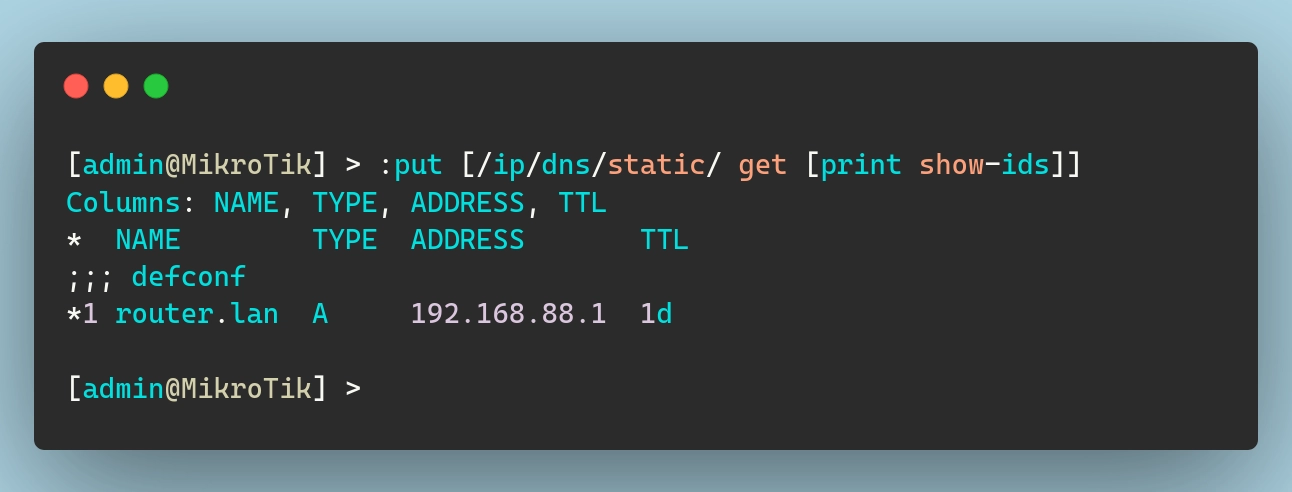 [admin@MikroTik] > :put [/ip/dns/static/ get [print show-ids]]
Columns: NAME, TYPE, ADDRESS, TTL
*  NAME        TYPE  ADDRESS       TTL
;;; defconf
*1 router.lan  A     192.168.88.1  1d
[admin@MikroTik] >